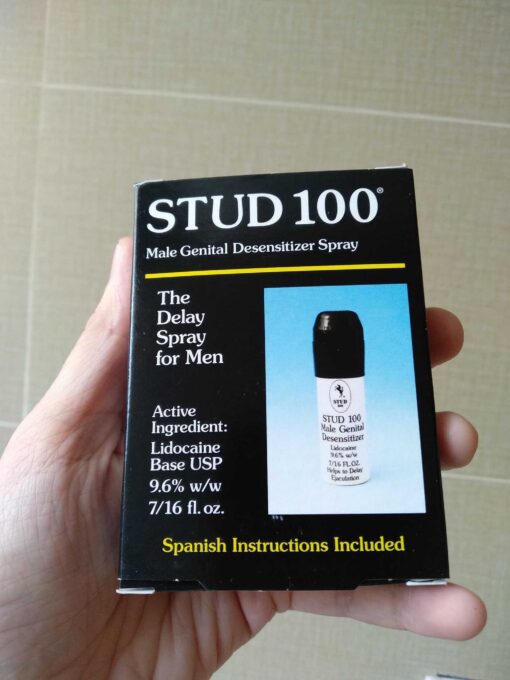 STUD 100®
Male Genital Desensitizer Spray
The
Delay
Spray
for Men
Active
Ingredient:
Lidocaine
Base USP
9.6% w/w
7/16 fl. oz.
STUD
100
STUD 100
Male Genital
Desensitizer
Lidocaine
9.6% w/w
7/16 FL.OZ.
Helps to Delay
Ejaculation
Spanish Instructions Included